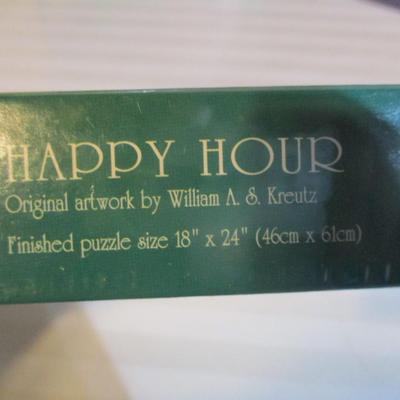 HAPPY HOUR
Original artwork by William A. S. Kreutz
Finished puzzle size 18" x 24" (46cm x 61cm)